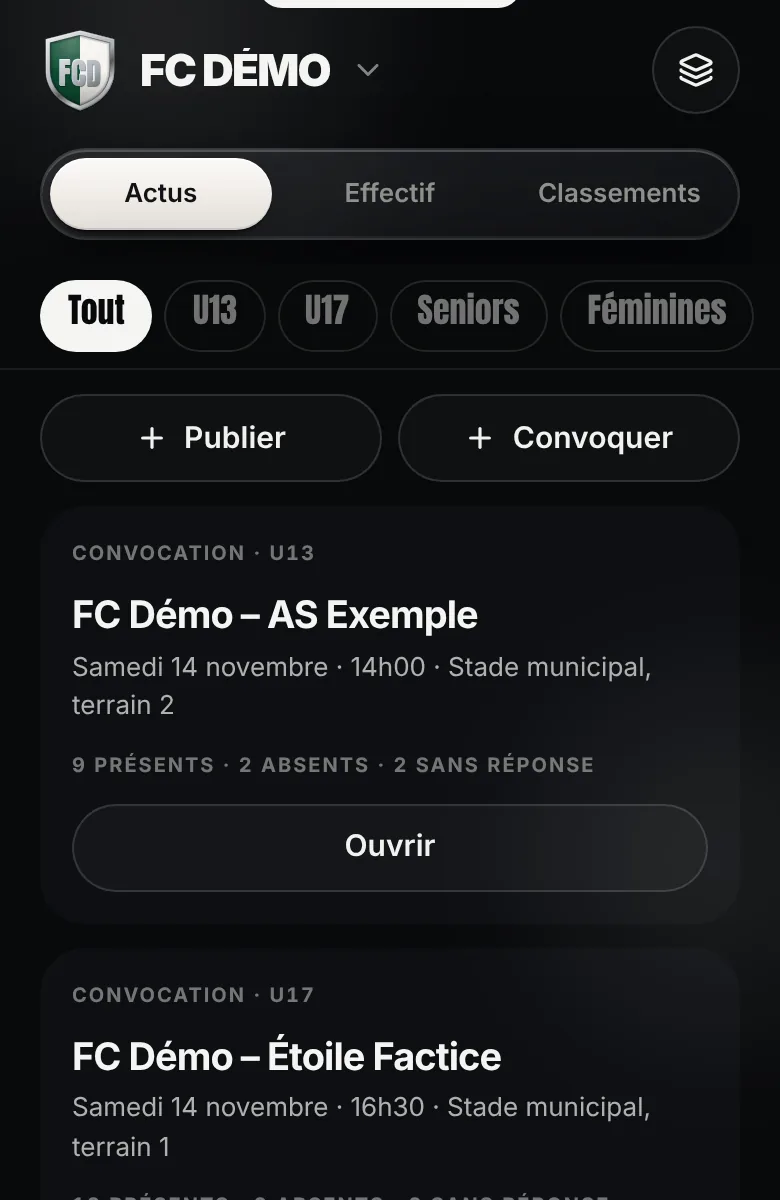 FCD
FC DÉMO
Actus Effectif Classements
Tout U13 U17 Seniors Féminines
+ Publier + Convoquer
CONVOCATION · U13
FC Démo – AS Exemple
Samedi 14 novembre · 14h00 · Stade municipal,
terrain 2
9 PRÉSENTS · 2 ABSENTS · 2 SANS RÉPONSE
Ouvrir
CONVOCATION · U17
FC Démo – Étoile Factice
Samedi 14 novembre · 16h30 · Stade municipal,
terrain 1